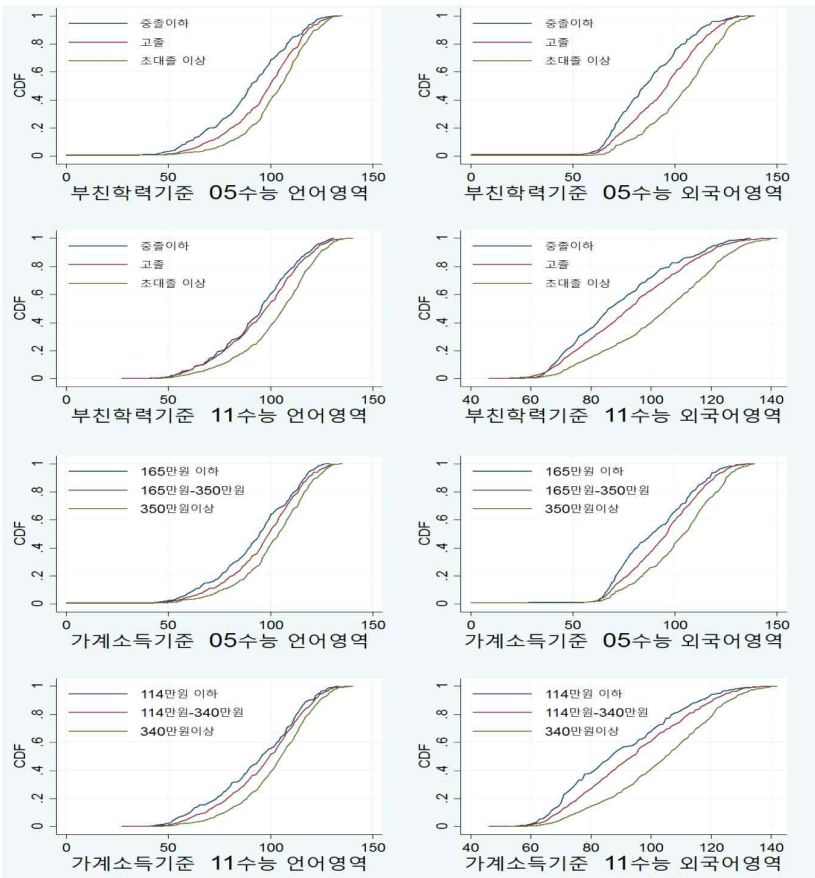 중졸이하
고졸
초대졸 이상
CDF
0 .2 .4 .6 .8 1
0 50 100 150
부친학력기준 05수능 언어영역
중졸이하
고졸
초대졸 이상
CDF
0 .2 .4 .6 .8 1
0 50 100 150
부친학력기준 05수능 외국어영역
중졸이하
고졸
초대졸 이상
CDF
0 .2 .4 .6 .8 1
0 50 100 150
부친학력기준 11수능 언어영역
중졸이하
고졸
초대졸 이상
CDF
0 .2 .4 .6 .8 1
40 60 80 100 120 140
부친학력기준 11수능 외국어영역
165만원 이하
165만원-350만원
350만원이상
CDF
0 .2 .4 .6 .8 1
0 50 100 150
가계소득기준 05수능 언어영역
165만원 이하
165만원-350만원
350만원이상
CDF
0 .2 .4 .6 .8 1
0 50 100 150
가계소득기준 05수능 외국어영역
114만원 이하
114만원-340만원
340만원이상
CDF
0 .2 .4 .6 .8 1
0 50 100 150
가계소득기준 11수능 언어영역
114만원 이하
114만원-340만원
340만원이상
CDF
0 .2 .4 .6 .8 1
40 60 80 100 120 140
가계소득기준 11수능 외국어영역